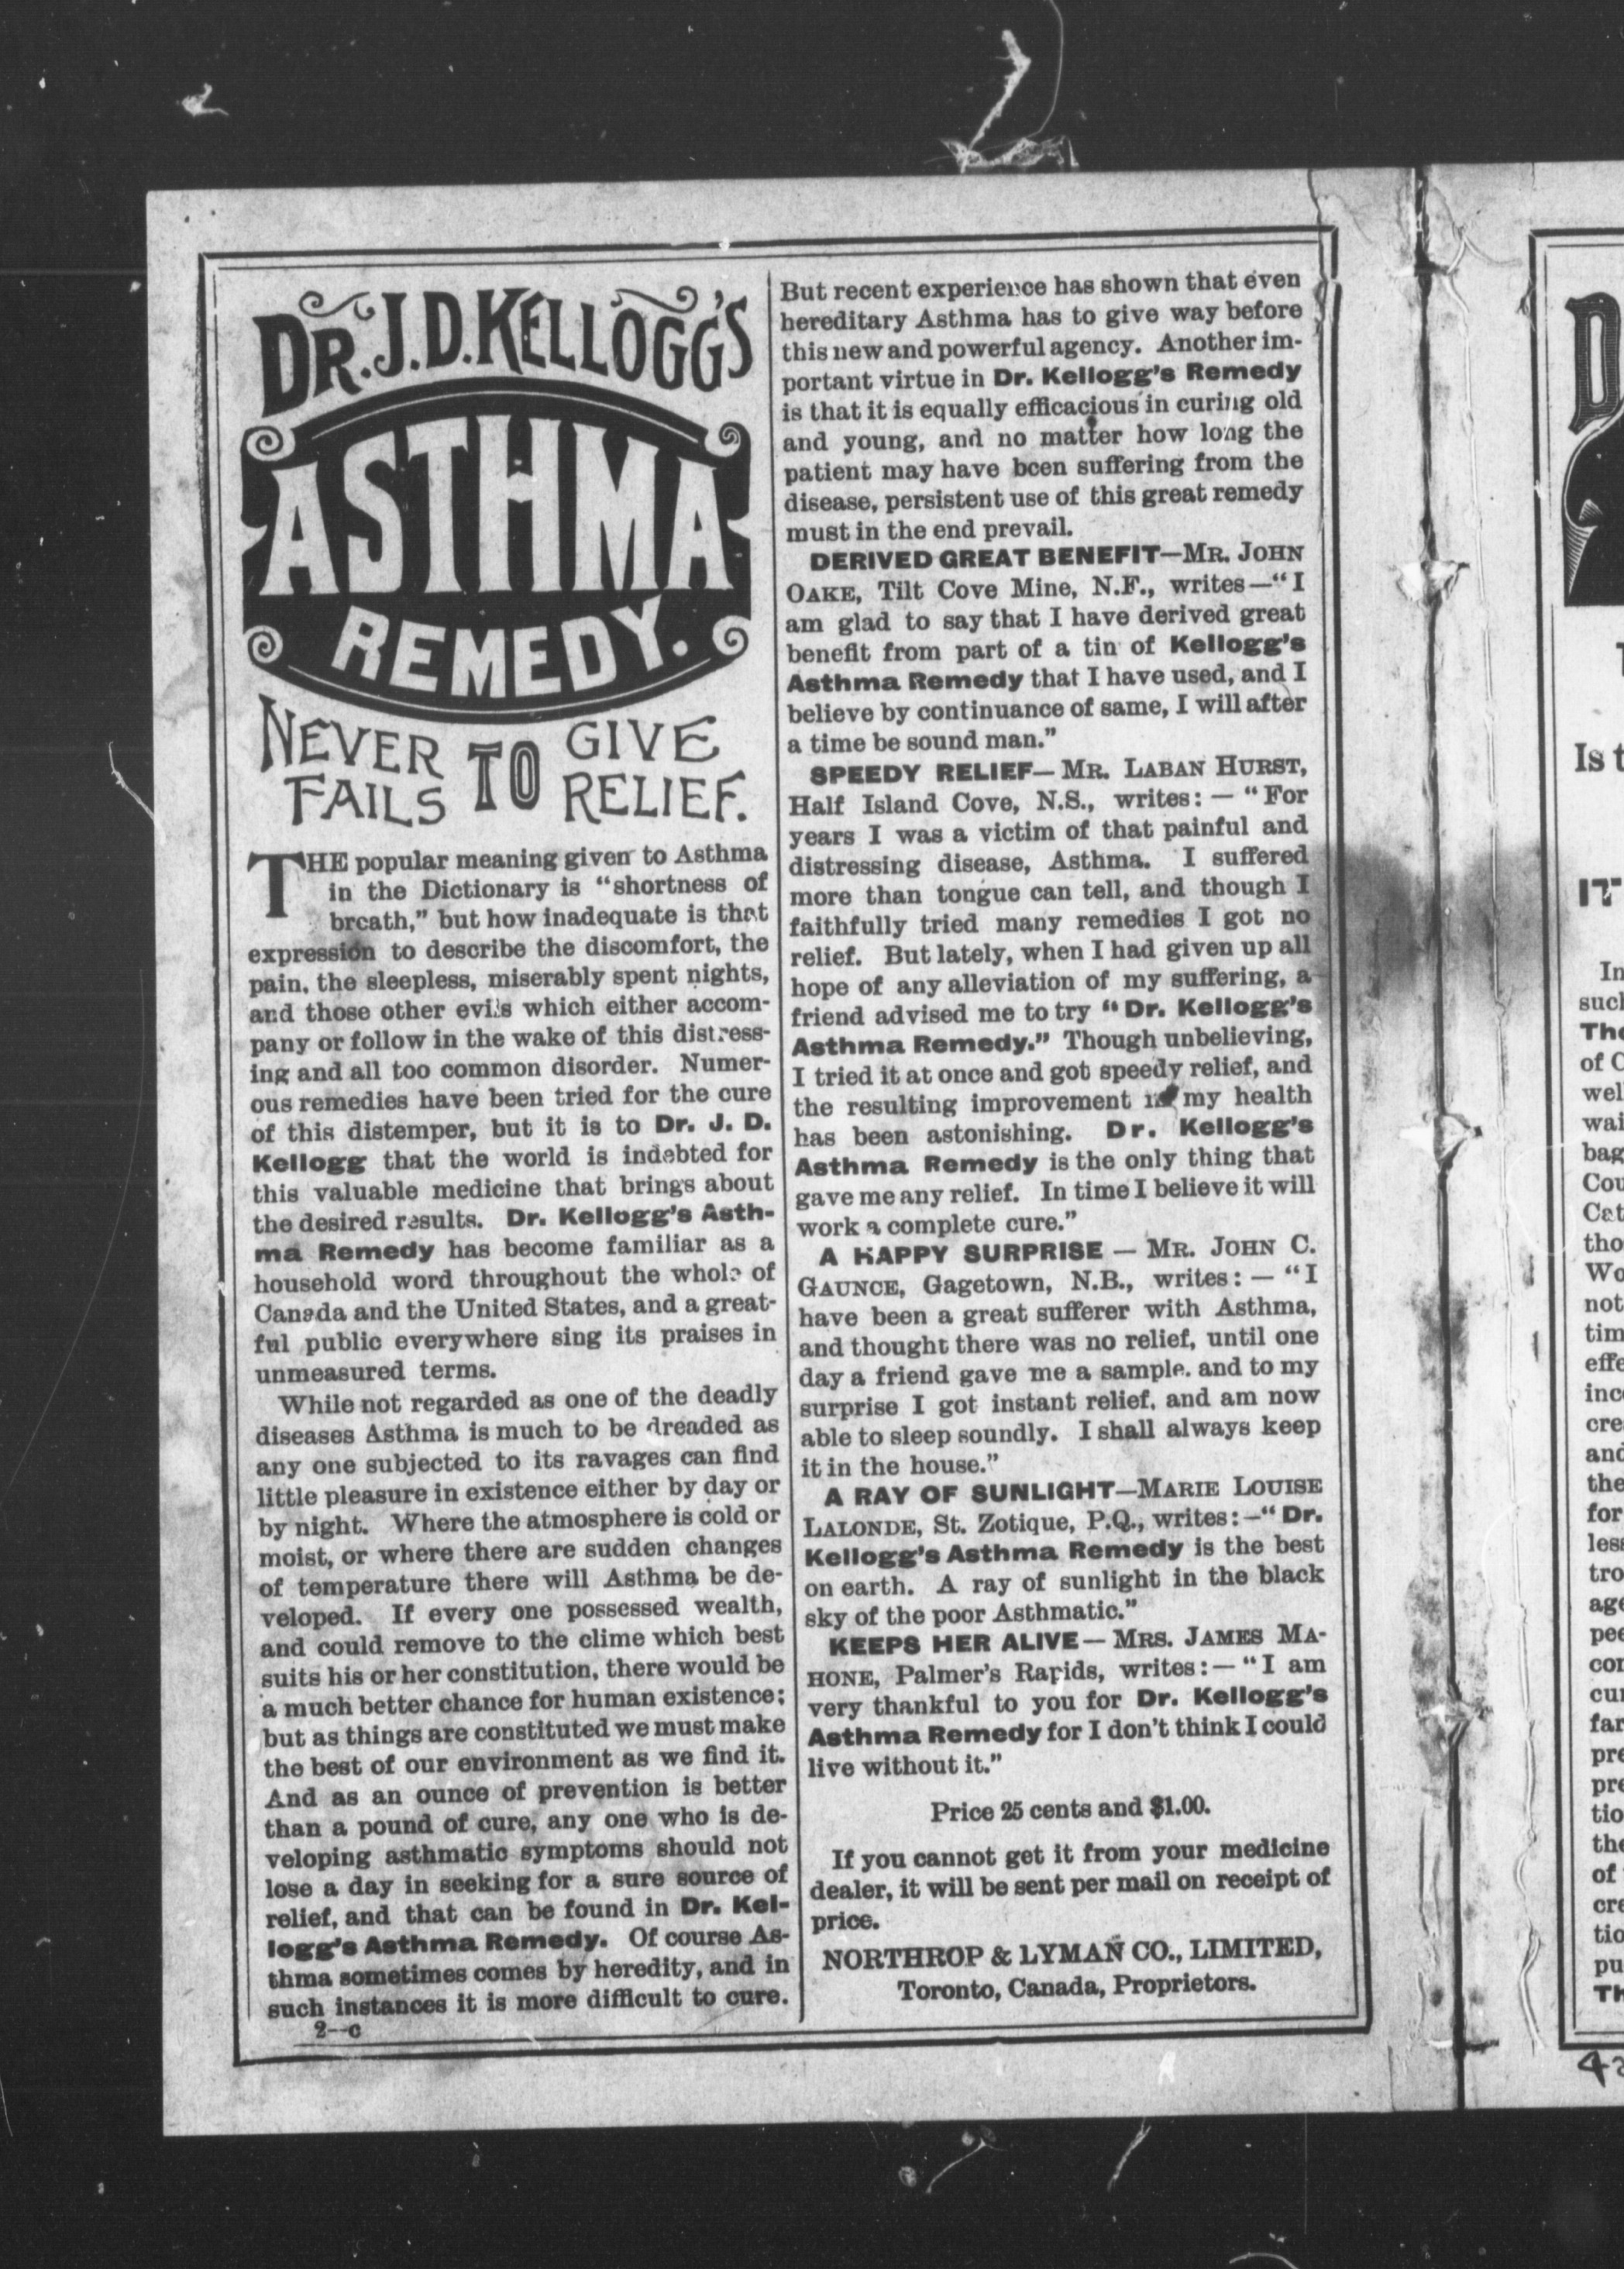 DR. J. D. KELLOGG'S
ASTHMA
REMEDY.
NEVER FAILS TO GIVE RELIEF.
THE popular meaning given to Asthma
in the Dictionary is "shortness of
breath," but how inadequate is that
expression to describe the discomfort, the
pain, the sleepless, miserably spent nights,
and those other evils which either accom-
pany or follow in the wake of this distress-
ing and all too common disorder. Numer-
ous remedies have been tried for the cure
of this distemper, but it is to Dr. J. D.
Kellogg that the world is indebted for
this valuable medicine that brings about
the desired results. Dr. Kellogg's Asth-
ma Remedy has become familiar as a
household word throughout the whole of
Canada and the United States, and a great-
ful public everywhere sing its praises in
unmeasured terms.
While not regarded as one of the deadly
diseases Asthma is much to be dreaded as
any one subjected to its ravages can find
little pleasure in existence either by day or
by night. Where the atmosphere is cold or
moist, or where there are sudden changes
of temperature there will Asthma be de-
veloped. If every one possessed wealth,
and could remove to the clime which best
suits his or her constitution, there would be
a much better chance for human existence;
but as things are constituted we must make
the best of our environment as we find it.
And as an ounce of prevention is better
than a pound of cure, any one who is de-
veloping asthmatic symptoms should not
lose a day in seeking for a sure source of
relief, and that can be found in Dr. Kel-
logg's Asthma Remedy. Of course As-
thma sometimes comes by heredity, and in
such instances it is more difficult to cure.
2--c
But recent experience has shown that even
hereditary Asthma has to give way before
this new and powerful agency. Another im-
portant virtue in Dr. Kellogg's Remedy
is that it is equally efficacious in curing old
and young, and no matter how long the
patient may have been suffering from the
disease, persistent use of this great remedy
must in the end prevail.
DERIVED GREAT BENEFIT—MR. JOHN
OAKE, Tilt Cove Mine, N.F., writes—"I
am glad to say that I have derived great
benefit from part of a tin of Kellogg's
Asthma Remedy that I have used, and I
believe by continuance of same, I will after
a time be sound man."
SPEEDY RELIEF—MR. LABAN HURST,
Half Island Cove, N.S., writes: — "For
years I was a victim of that painful and
distressing disease, Asthma. I suffered
more than tongue can tell, and though I
faithfully tried many remedies I got no
relief. But lately, when I had given up all
hope of any alleviation of my suffering, a
friend advised me to try "Dr. Kellogg's
Asthma Remedy." Though unbelieving,
I tried it at once and got speedy relief, and
the resulting improvement in my health
has been astonishing. Dr. Kellogg's
Asthma Remedy is the only thing that
gave me any relief. In time I believe it will
work a complete cure."
A HAPPY SURPRISE — MR. JOHN C.
GAUNCE, Gagetown, N.B., writes: — "I
have been a great sufferer with Asthma,
and thought there was no relief, until one
day a friend gave me a sample, and to my
surprise I got instant relief, and am now
able to sleep soundly. I shall always keep
it in the house."
A RAY OF SUNLIGHT—MARIE LOUISE
LALONDE, St. Zotique, P.Q., writes:—"Dr.
Kellogg's Asthma Remedy is the best
on earth. A ray of sunlight in the black
sky of the poor Asthmatic."
KEEPS HER ALIVE — MRS. JAMES MA-
HONE, Palmer's Rapids, writes:— "I am
very thankful to you for Dr. Kellogg's
Asthma Remedy for I don't think I could
live without it."
Price 25 cents and $1.00.
If you cannot get it from your medicine
dealer, it will be sent per mail on receipt of
price.
NORTHROP & LYMAN CO., LIMITED,
Toronto, Canada, Proprietors.